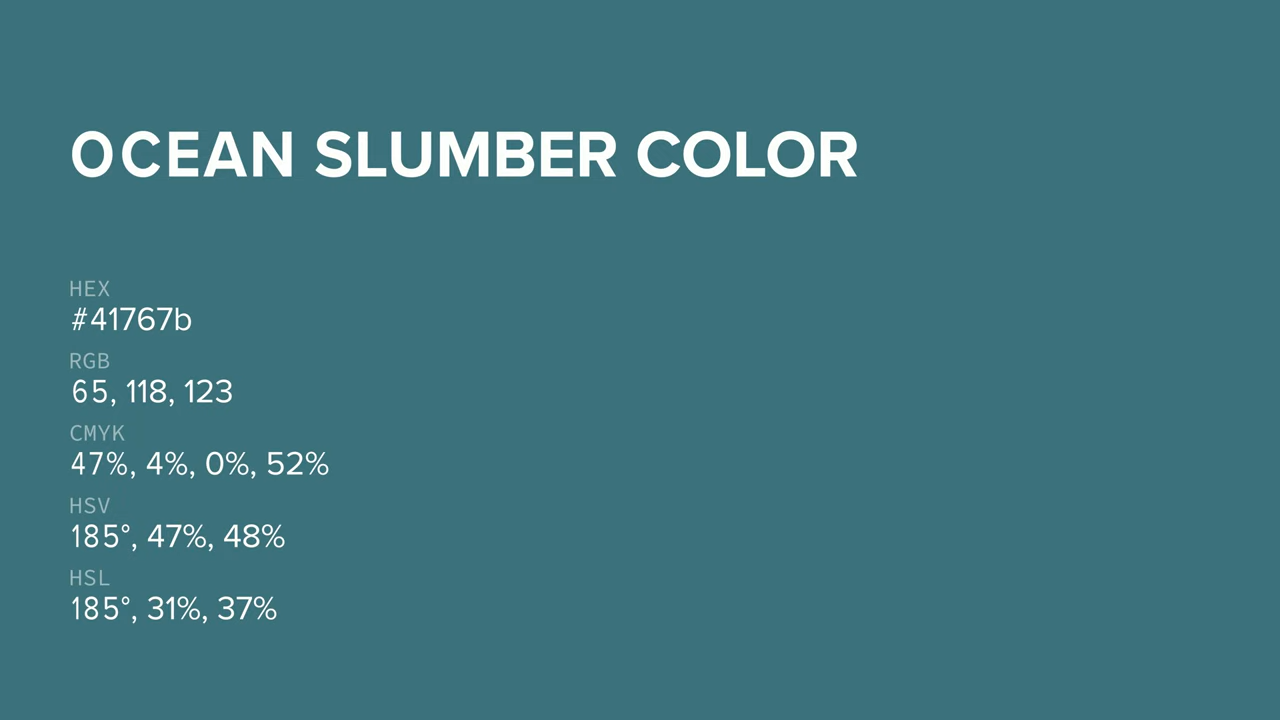 OCEAN SLUMBER COLOR
HEX
#41767b
RGB
65, 118, 123
CMYK
47%, 4%, 0%, 52%
HSV
185°, 47%, 48%
HSL
185°, 31%, 37%